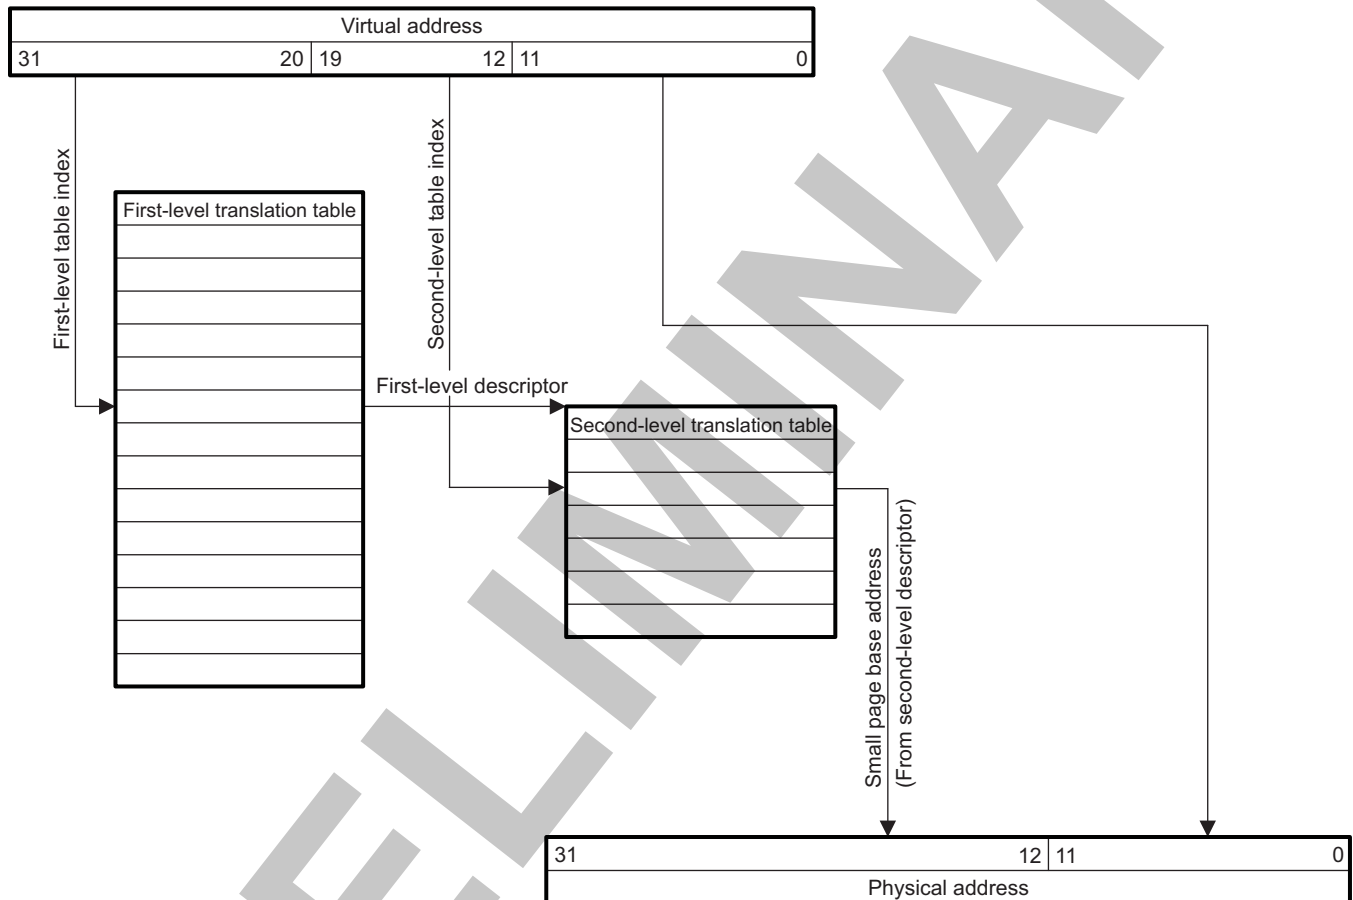 Virtual address
31 20 19 12 11 0
First-level table index
Second-level table index
First-level translation table
First-level descriptor
Second-level translation table
Small page base address
(From second-level descriptor)
31 12 11 0
Physical address